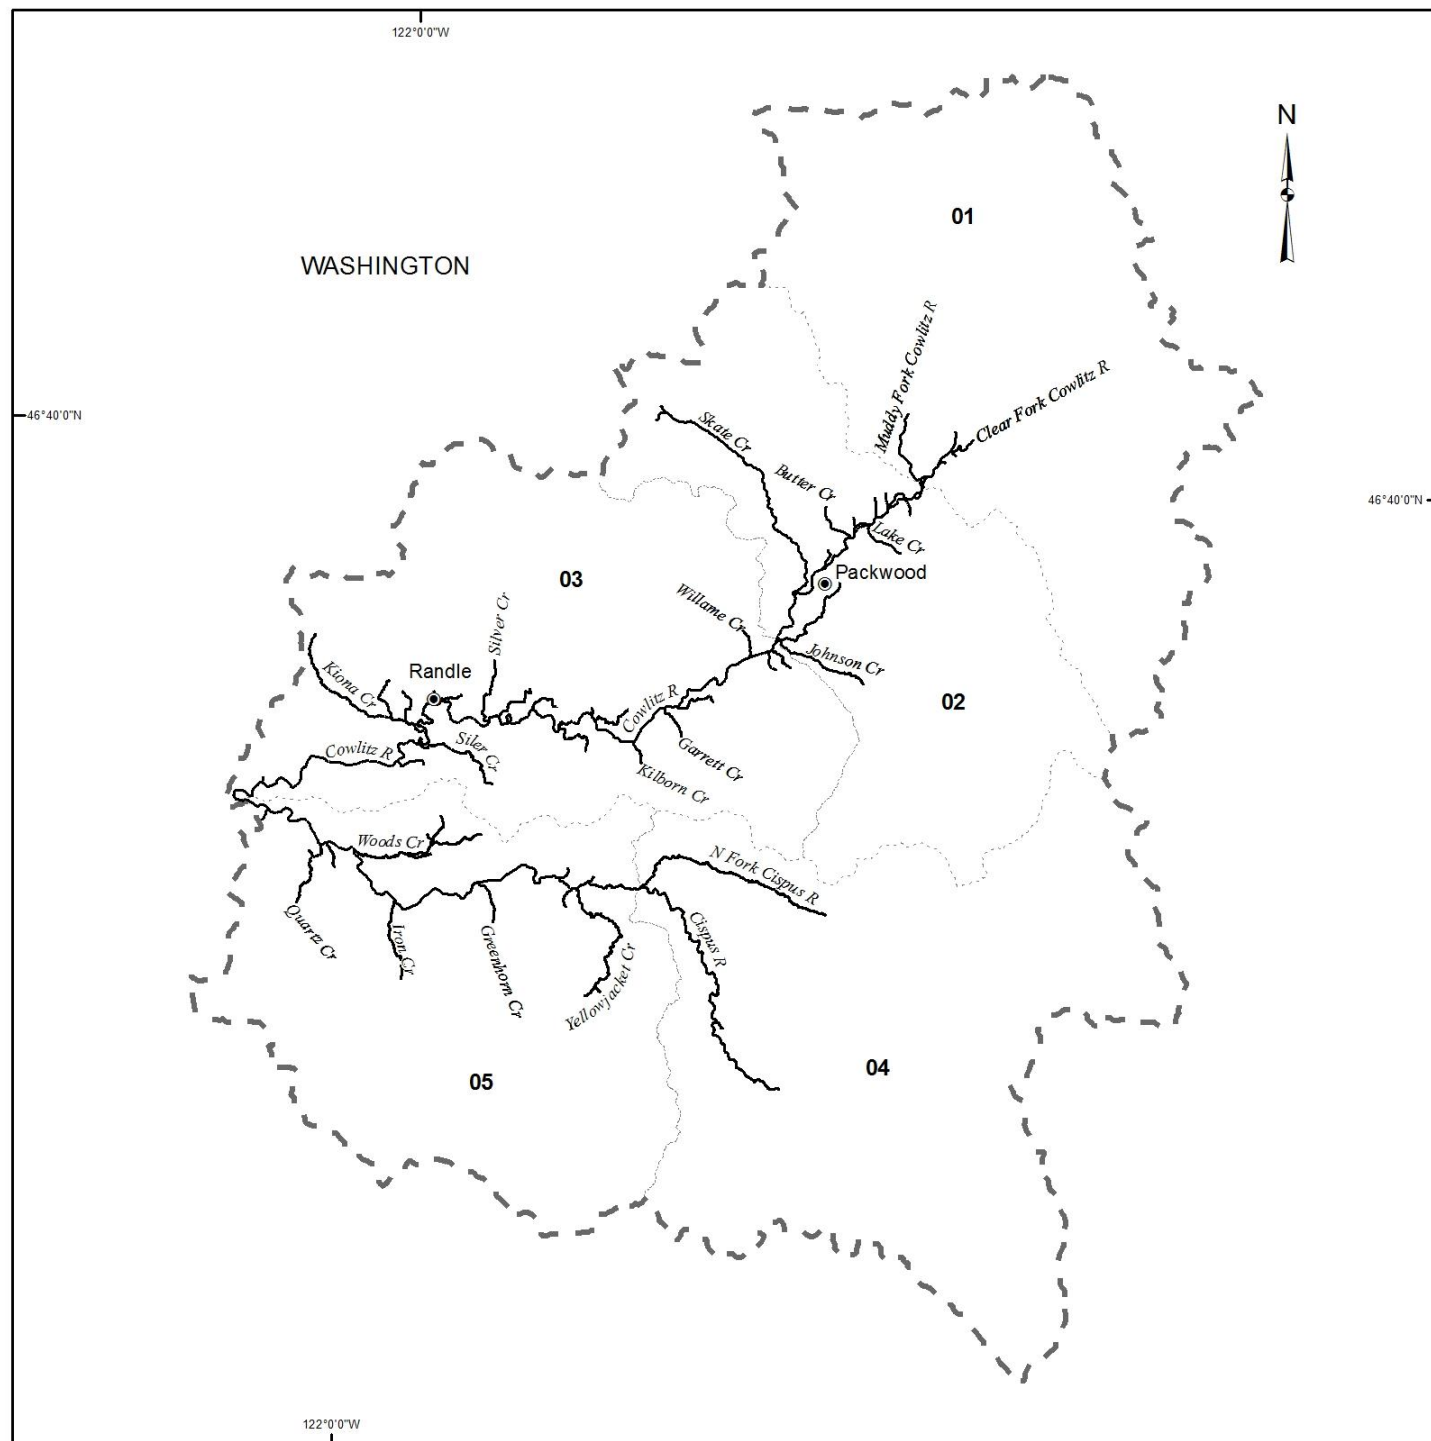 122°0'0"W
N
01
WASHINGTON
Muddy Fork Cowlitz R
Clear Fork Cowlitz R
46°40'0"N
Skate Cr
Butter Cr
46°40'0"N
Lake Cr
Packwood
03
Willame Cr
Silver Cr
Johnson Cr
Randle
Kiona Cr
02
Cowlitz R
Siler Cr
Cowlitz R
Garrett Cr
Kilborn Cr
Woods Cr
N Fork Cispus R
Quartz Cr
Iron Cr
Greenhorn Cr
Yellowjacket Cr
Cispus R
04
05
122°0'0"W